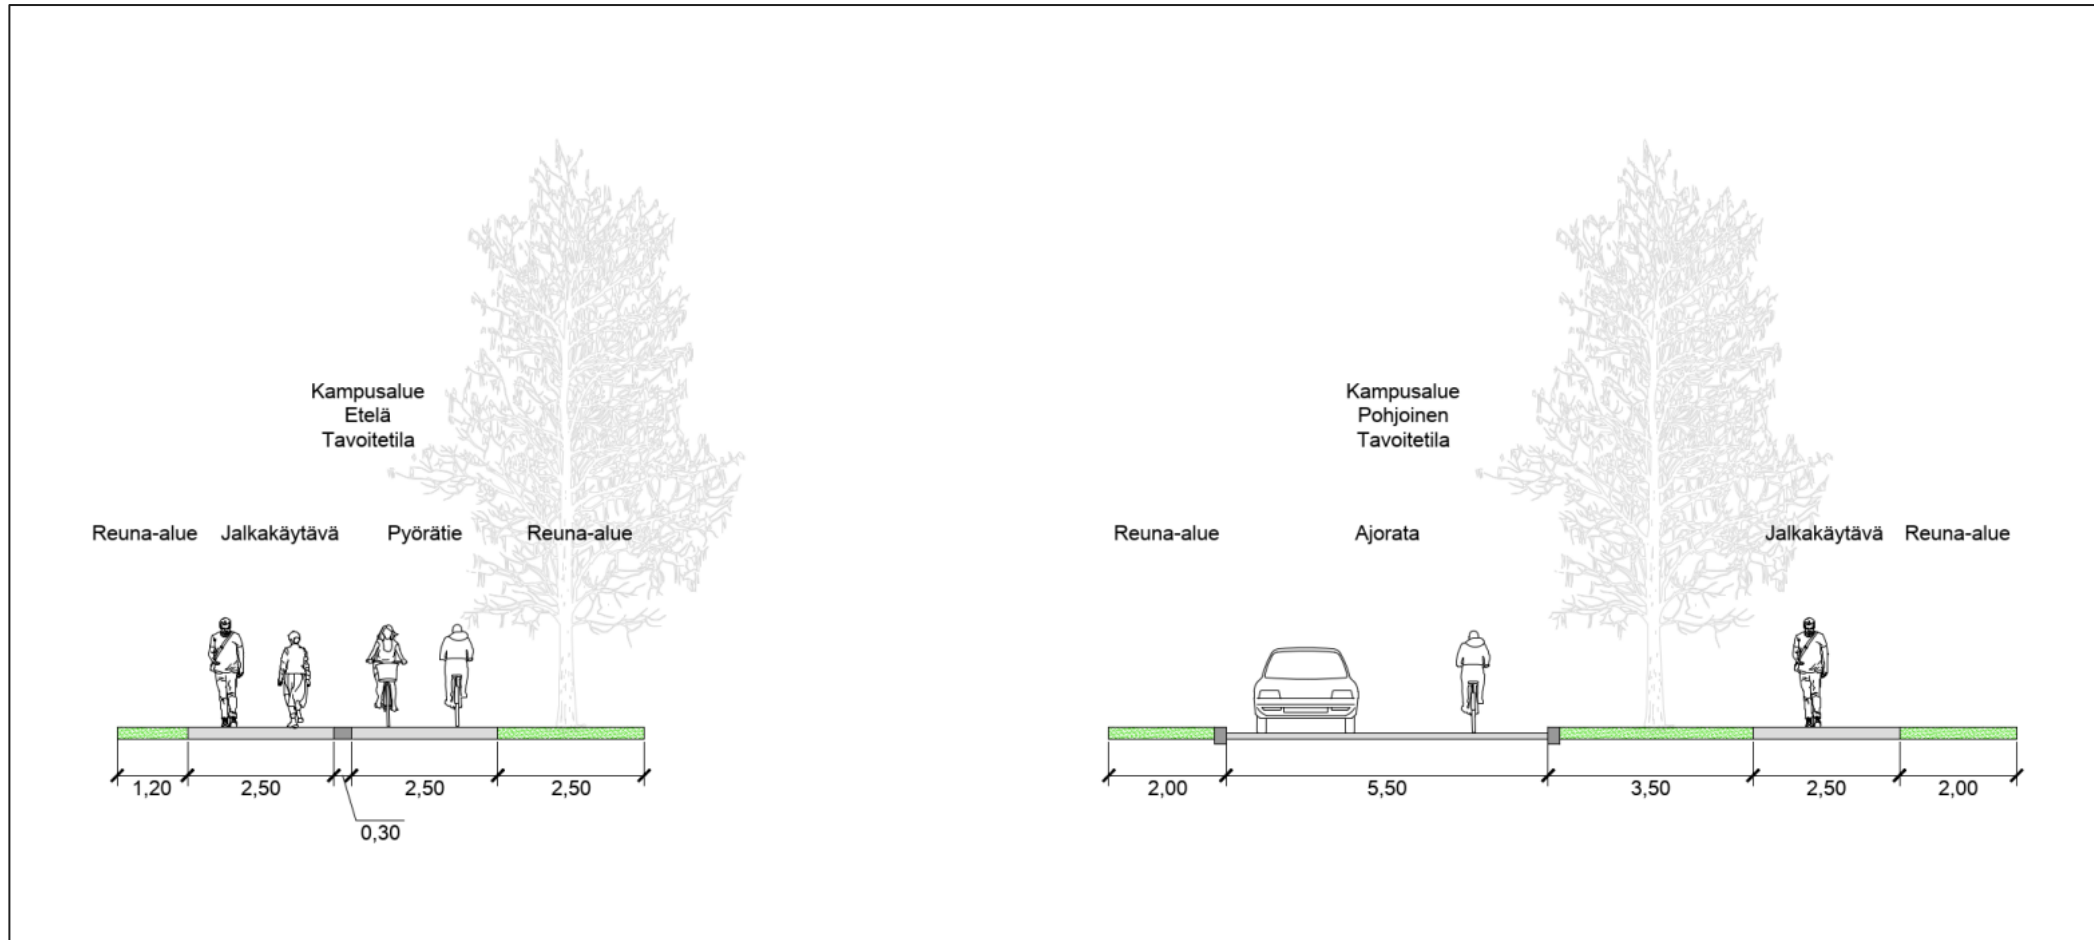 Kampusalue
Etelä
Tavoitetila
Reuna-alue Jalkakäytävä Pyörätie Reuna-alue
1,20 2,50 2,50 2,50
0,30
Kampusalue
Pohjoinen
Tavoitetila
Reuna-alue Ajorata Jalkakäytävä Reuna-alue
2,00 5,50 3,50 2,50 2,00